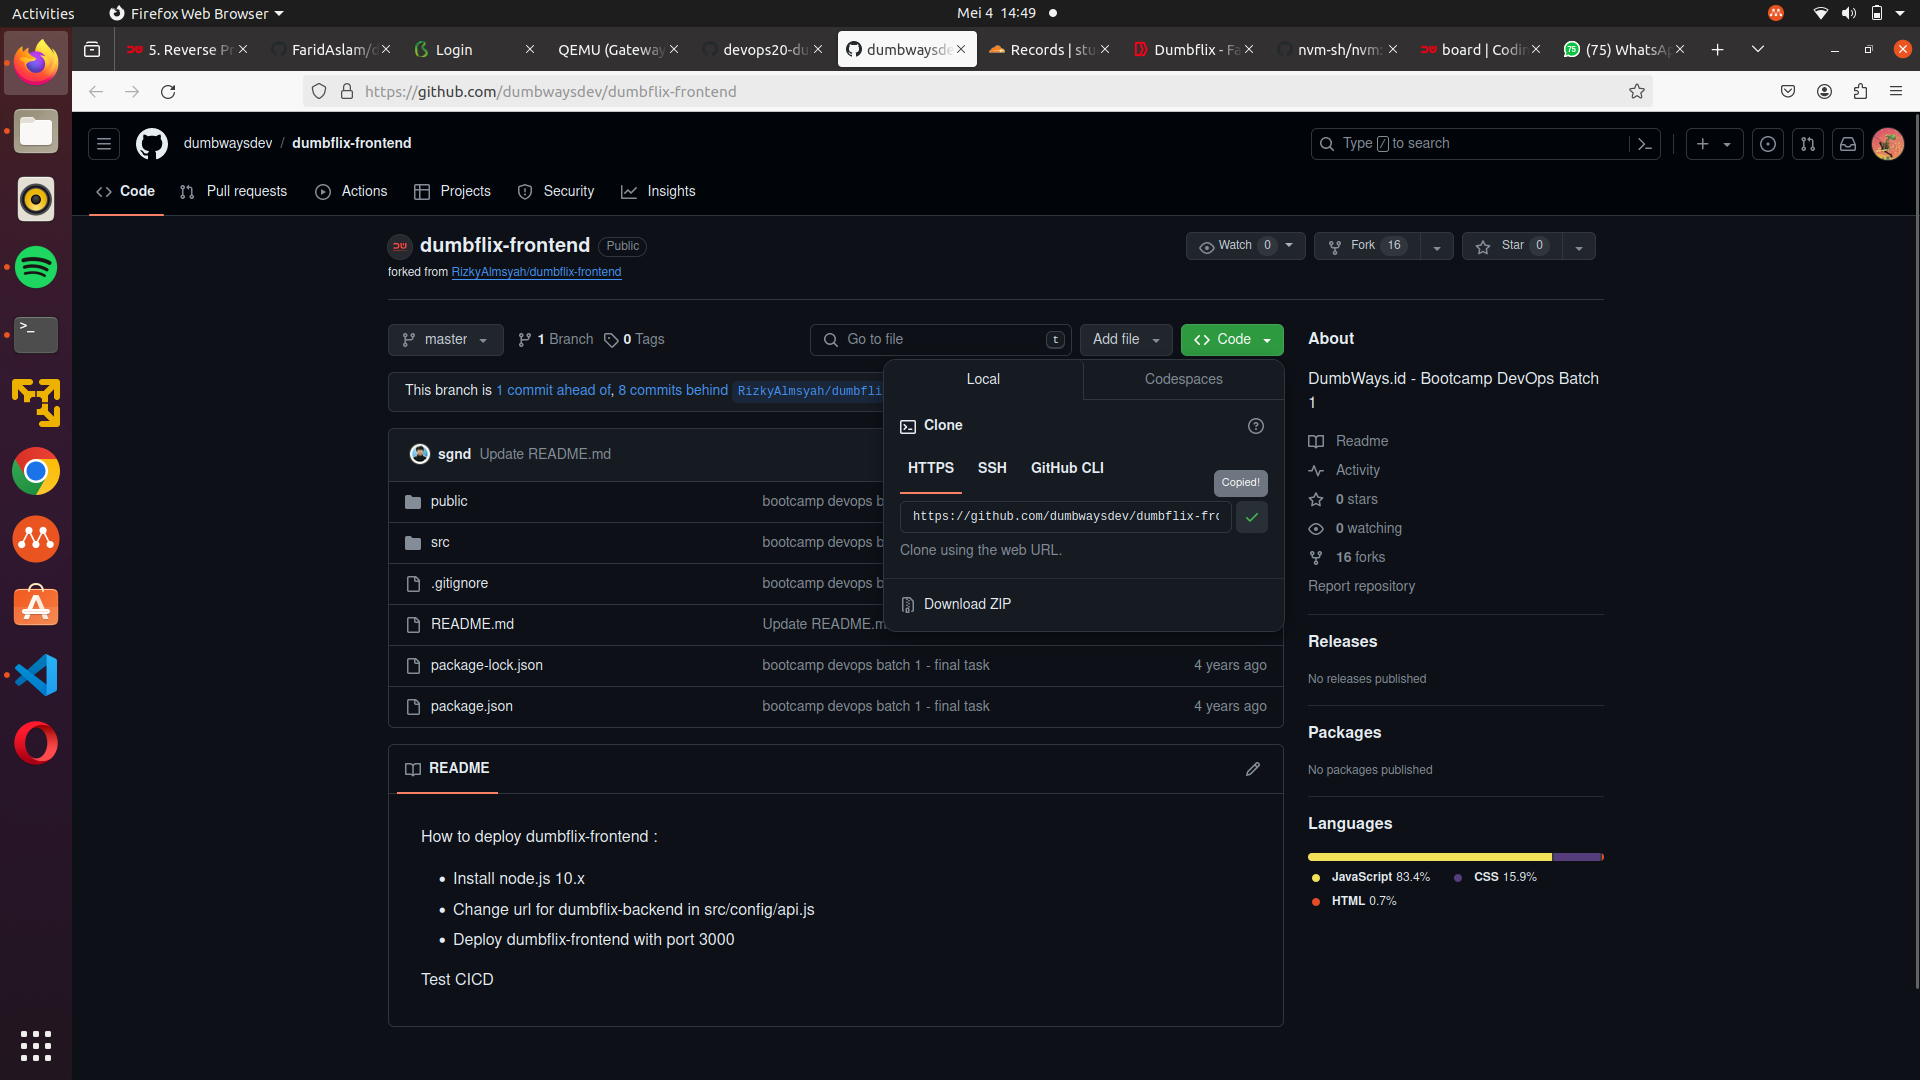 Activities
Firefox Web Browser
Mei 4 14:49
5. Reverse Pr
FaridAslam/d
Login
QEMU (Gateway
devops20-du
dumbwaysde
Records | stu
Dumbflix - Fa
nvm-sh/nvm:
board | Codin
(75) WhatsAp
https://github.com/dumbwaysdev/dumbflix-frontend
dumbwaysdev / dumbflix-frontend
Type / to search
Code
Pull requests
Actions
Projects
Security
Insights
dumbflix-frontend
Public
forked from RizkyAlmsyah/dumbflix-frontend
Watch 0
Fork 16
Star 0
master
1 Branch
0 Tags
Go to file
t
Add file
Code
This branch is 1 commit ahead of, 8 commits behind RizkyAlmsyah/dumbfli
Local
Codespaces
Clone
HTTPS
SSH
GitHub CLI
Copied!
https://github.com/dumbwaysdev/dumbflix-fro
Clone using the web URL.
Download ZIP
sgnd Update README.md
public
bootcamp devops b
src
bootcamp devops b
.gitignore
bootcamp devops b
README.md
Update README.m
package-lock.json
bootcamp devops batch 1 - final task
4 years ago
package.json
bootcamp devops batch 1 - final task
4 years ago
README
How to deploy dumbflix-frontend :
Install node.js 10.x
Change url for dumbflix-backend in src/config/api.js
Deploy dumbflix-frontend with port 3000
Test CICD
About
DumbWays.id - Bootcamp DevOps Batch
1
Readme
Activity
0 stars
0 watching
16 forks
Report repository
Releases
No releases published
Packages
No packages published
Languages
JavaScript 83.4%
CSS 15.9%
HTML 0.7%